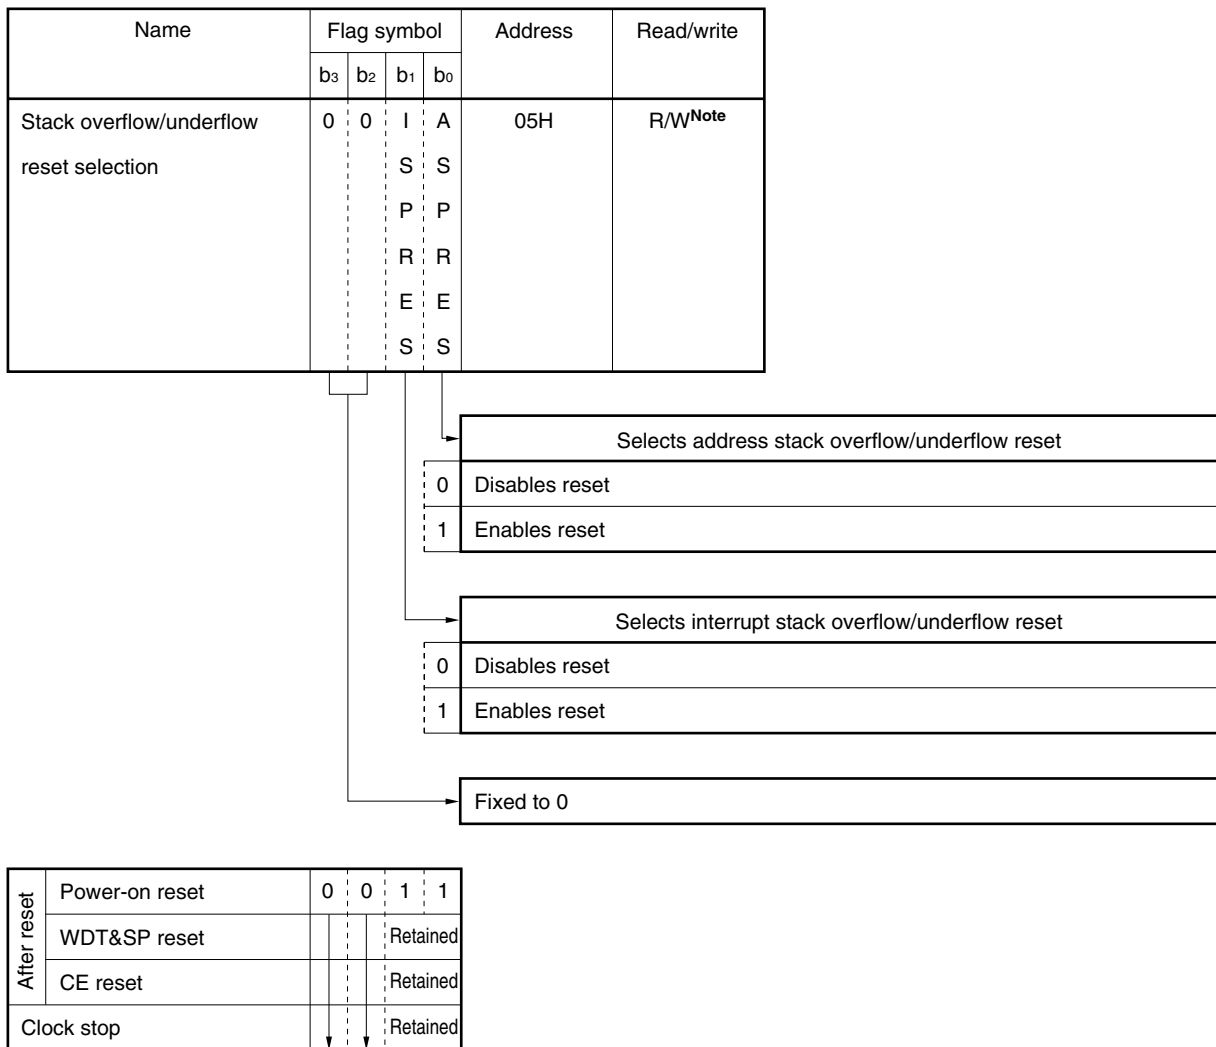 Name Flag symbol Address Read/write
b3 b2 b1 b0
Stack overflow/underflow 0 0 I A 05H R/WNote
reset selection S S
P P
R R
E E
S S
Selects address stack overflow/underflow reset
0 Disables reset
1 Enables reset
Selects interrupt stack overflow/underflow reset
0 Disables reset
1 Enables reset
Fixed to 0
After reset
Power-on reset 0 0 1 1
WDT&SP reset Retained
CE reset Retained
Clock stop Retained